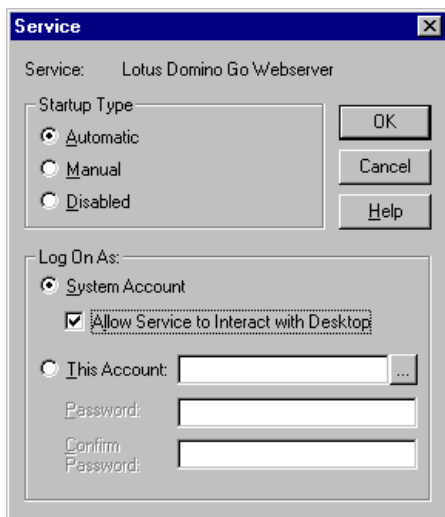 Service
Service: Lotus Domino Go Webserver
Startup Type
Automatic
Manual
Disabled
OK
Cancel
Help
Log On As:
System Account
Allow Service to Interact with Desktop
This Account:
...
Password:
Confirm
Password: